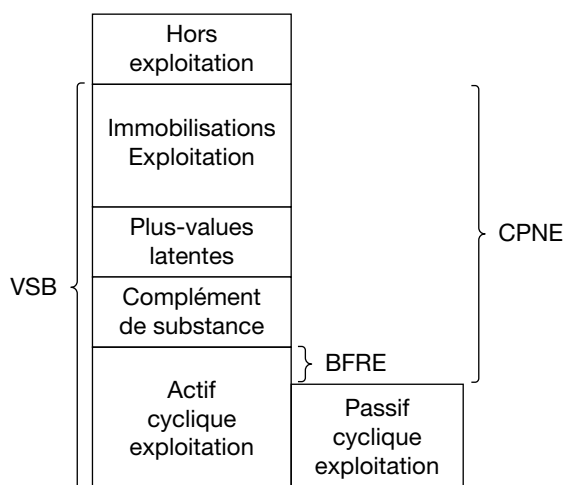 Hors
exploitation
Immobilisations
Exploitation
Plus-values
latentes
CPNE
VSB
Complément
de substance
BFRE
Actif
cyclique
exploitation
Passif
cyclique
exploitation